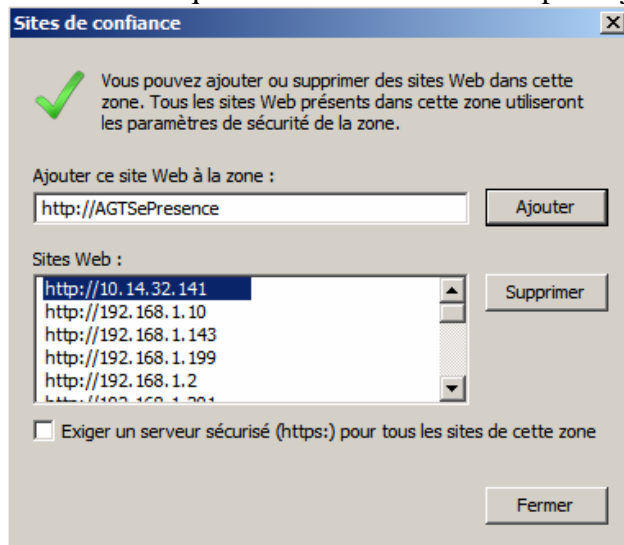 Sites de confiance
Vous pouvez ajouter ou supprimer des sites Web dans cette
zone. Tous les sites Web présents dans cette zone utiliseront
les paramètres de sécurité de la zone.
Ajouter ce site Web à la zone :
http://AGTSePresence
Ajouter
Sites Web :
http://10.14.32.141
Supprimer
http://192.168.1.10
http://192.168.1.143
http://192.168.1.199
http://192.168.1.2
Exiger un serveur sécurisé (https:) pour tous les sites de cette zone
Fermer